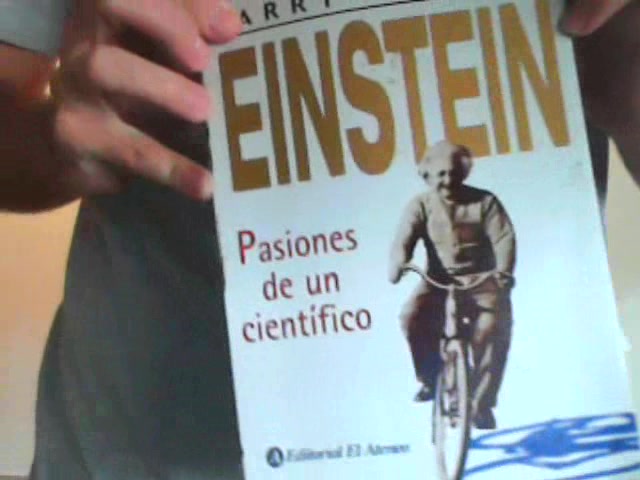 EINSTEIN
Pasiones
de un
científico
Editorial El Ateneo